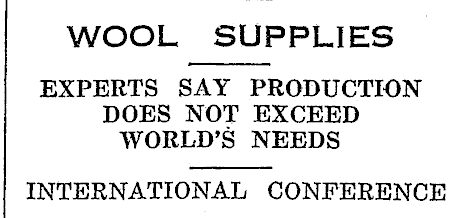 WOOL SUPPLIES
EXPERTS SAY PRODUCTION
DOES NOT EXCEED
WORLD'S NEEDS
INTERNATIONAL CONFERENCE